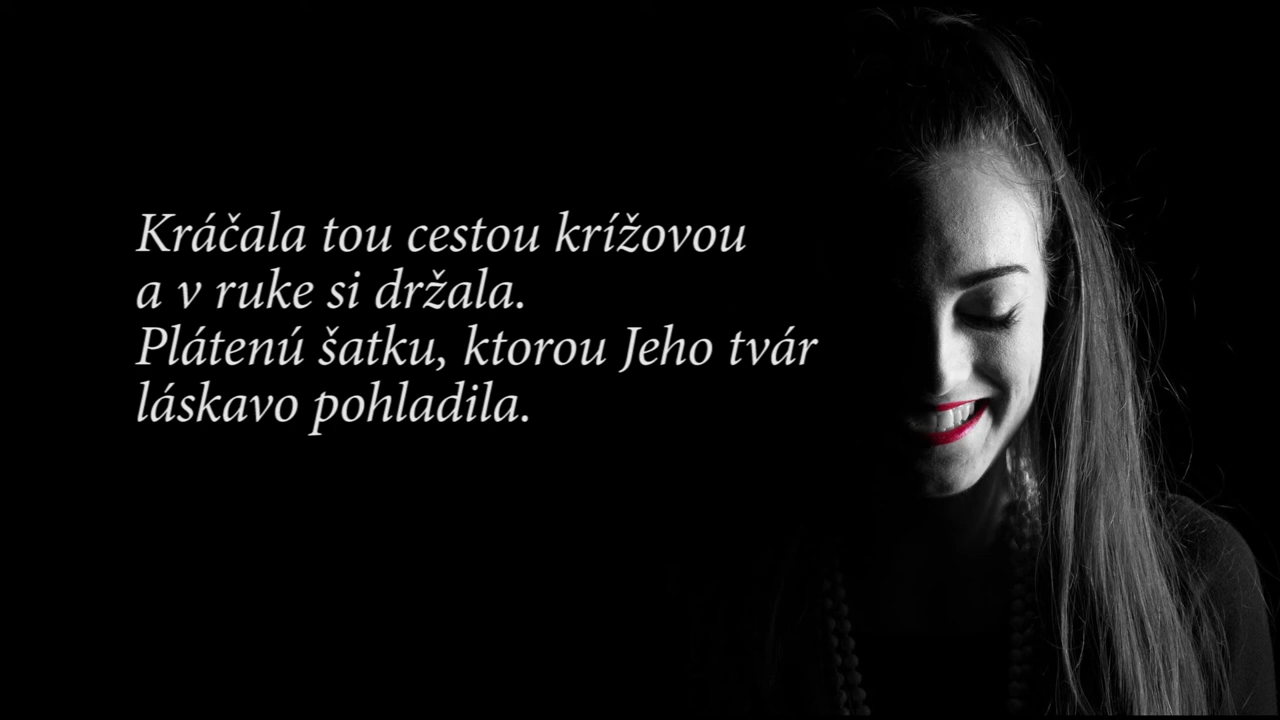 Kráčala tou cestou krížovou
a v ruke si držala.
Plátenú šatku, ktorou Jeho tvár
láskavo pohladila.